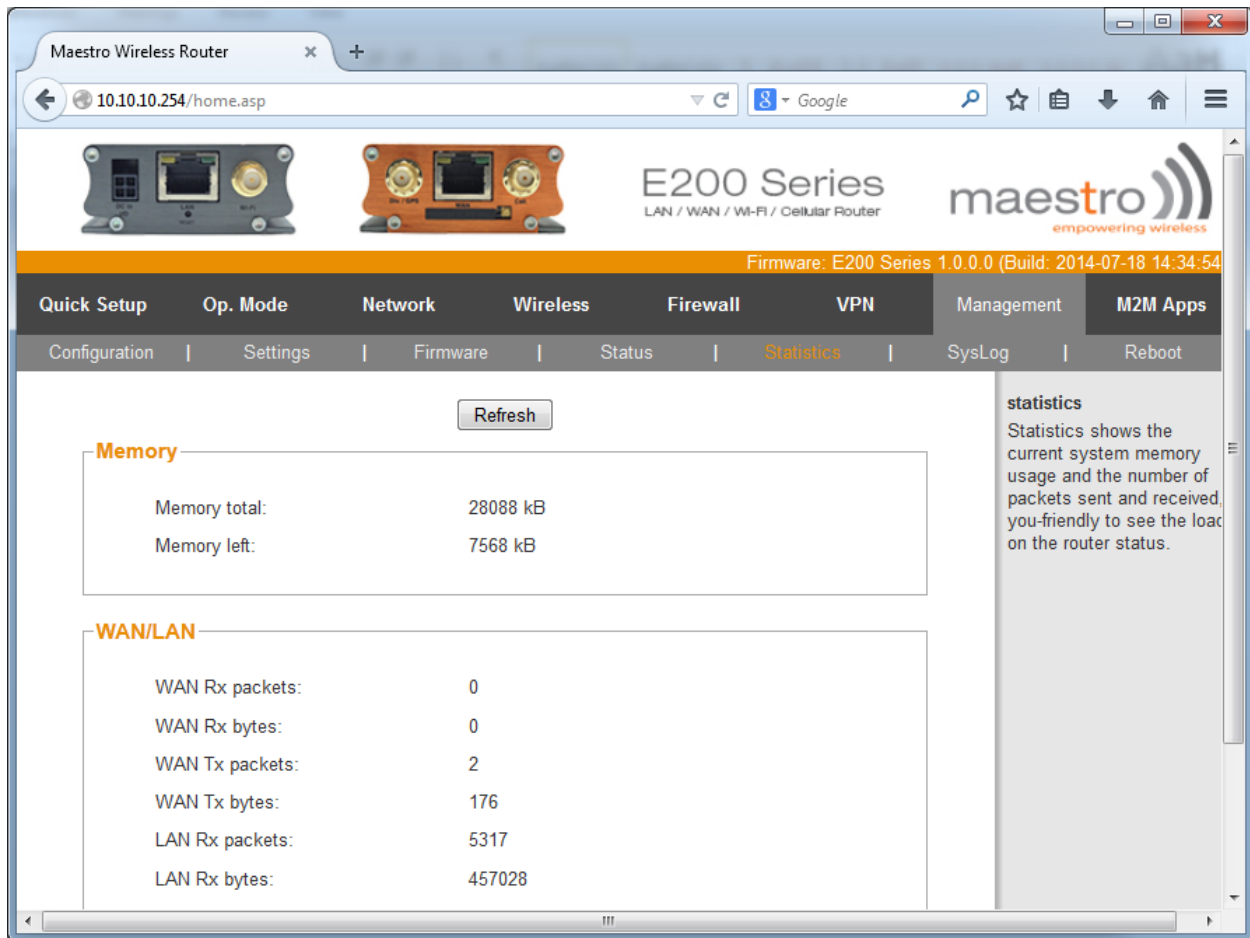 Maestro Wireless Router
10.10.10.254/home.asp
Google
E200 Series
LAN / WAN / WI-FI / Cellular Router
maestro
empowering wireless
Firmware: E200 Series 1.0.0.0 (Build: 2014-07-18 14:34:54
Quick Setup Op. Mode Network Wireless Firewall VPN Management M2M Apps
Configuration | Settings | Firmware | Status | Statistics | SysLog | Reboot
Refresh
Memory
Memory total: 28088 kB
Memory left: 7568 kB
WAN/LAN
WAN Rx packets: 0
WAN Rx bytes: 0
WAN Tx packets: 2
WAN Tx bytes: 176
LAN Rx packets: 5317
LAN Rx bytes: 457028
statistics
Statistics shows the
current system memory
usage and the number of
packets sent and received,
you-friendly to see the load
on the router status.